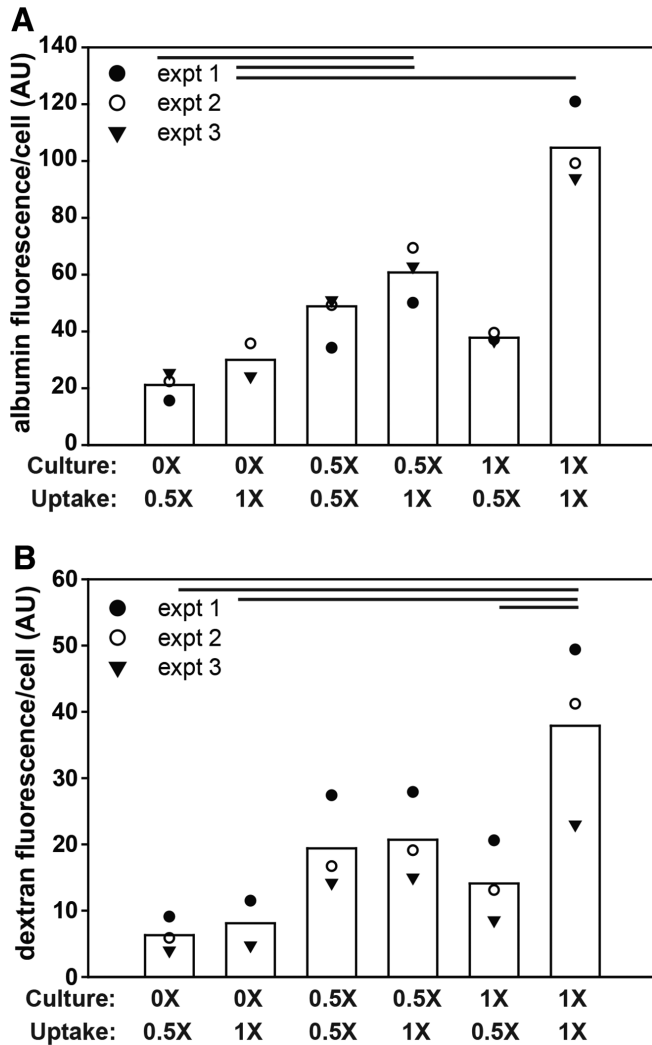 A
albumin fluorescence/cell (AU)
140
120
100
80
60
40
20
0
expt 1
expt 2
expt 3
Culture: 0X 0X 0.5X 0.5X 1X 1X
Uptake: 0.5X 1X 0.5X 1X 0.5X 1X
B
dextran fluorescence/cell (AU)
60
50
40
30
20
10
0
expt 1
expt 2
expt 3
Culture: 0X 0X 0.5X 0.5X 1X 1X
Uptake: 0.5X 1X 0.5X 1X 0.5X 1X